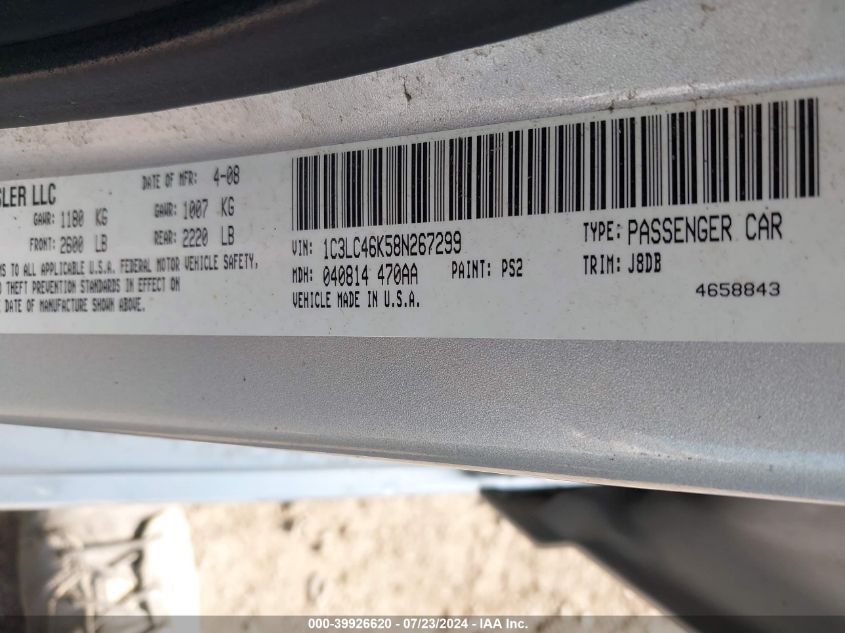 SLER LLC
DATE OF MFR: 4-08
GAWR: 1180 KG GAWR: 1007 KG
FRONT: 2600 LB REAR: 2220 LB
MS TO ALL APPLICABLE U.S.A. FEDERAL MOTOR VEHICLE SAFETY,
D THEFT PREVENTION STANDARDS IN EFFECT ON
E DATE OF MANUFACTURE SHOWN ABOVE.
VIN: 1C3LC46K58N267299 TYPE: PASSENGER CAR
MDH: 040814 470AA PAINT: PS2 TRIM: J8DB
VEHICLE MADE IN U.S.A. 4658843
000-39926620 - 07/23/2024 - IAA Inc.